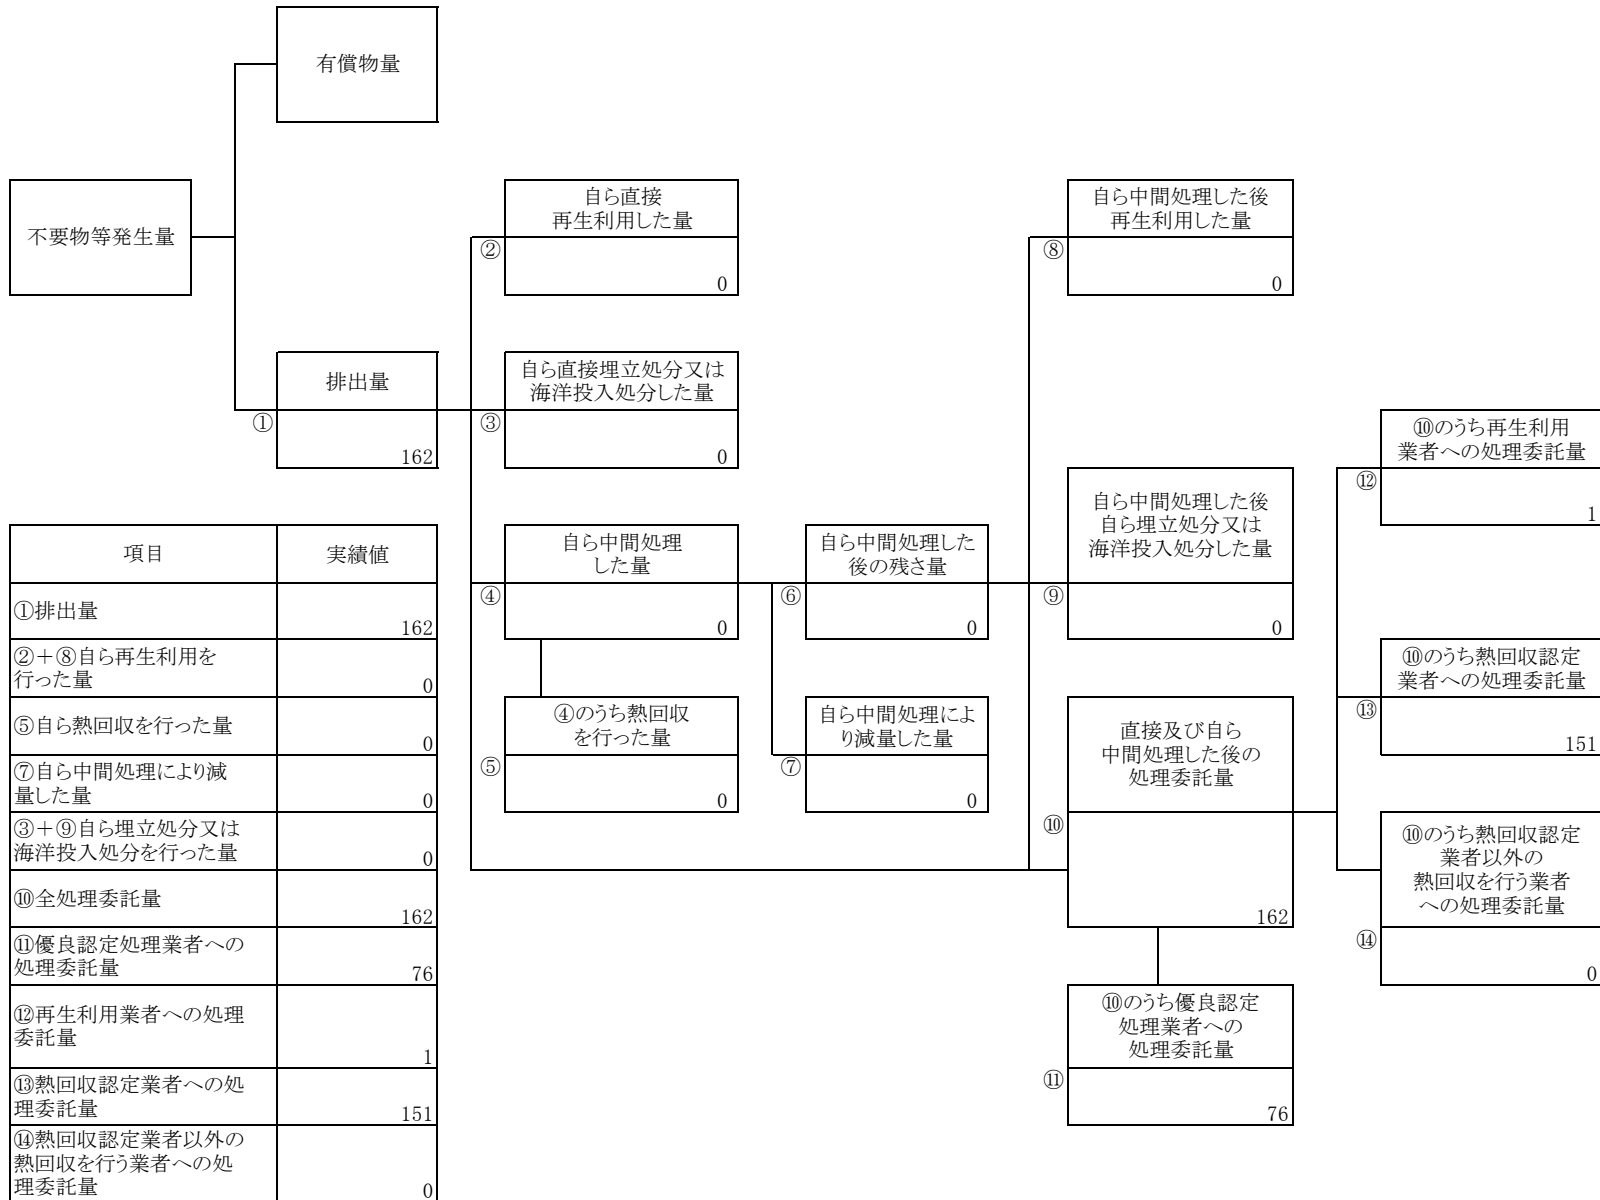 有償物量
不要物等発生量
自ら直接
再生利用した量
②
0
自ら中間処理した後
再生利用した量
⑧
0
排出量
①
162
自ら直接埋立処分又は
海洋投入処分した量
③
0
⑩のうち再生利用
業者への処理委託量
⑫
1
自ら中間処理
した量
④
0
自ら中間処理した
後の残さ量
⑥
0
自ら中間処理した後
自ら埋立処分又は
海洋投入処分した量
⑨
0
⑩のうち熱回収認定
業者への処理委託量
⑬
151
④のうち熱回収
を行った量
⑤
0
自ら中間処理によ
り減量した量
⑦
0
直接及び自ら
中間処理した後の
処理委託量
⑩
162
⑩のうち熱回収認定
業者以外の
熱回収を行う業者
への処理委託量
⑭
0
⑩のうち優良認定
処理業者への
処理委託量
⑪
76
項目
実績値
①排出量
162
②＋⑧自ら再生利用を
行った量
0
⑤自ら熱回収を行った量
0
⑦自ら中間処理により減
量した量
0
③＋⑨自ら埋立処分又は
海洋投入処分を行った量
0
⑩全処理委託量
162
⑪優良認定処理業者への
処理委託量
76
⑫再生利用業者への処理
委託量
1
⑬熱回収認定業者への処
理委託量
151
⑭熱回収認定業者以外の
熱回収を行う業者への処
理委託量
0